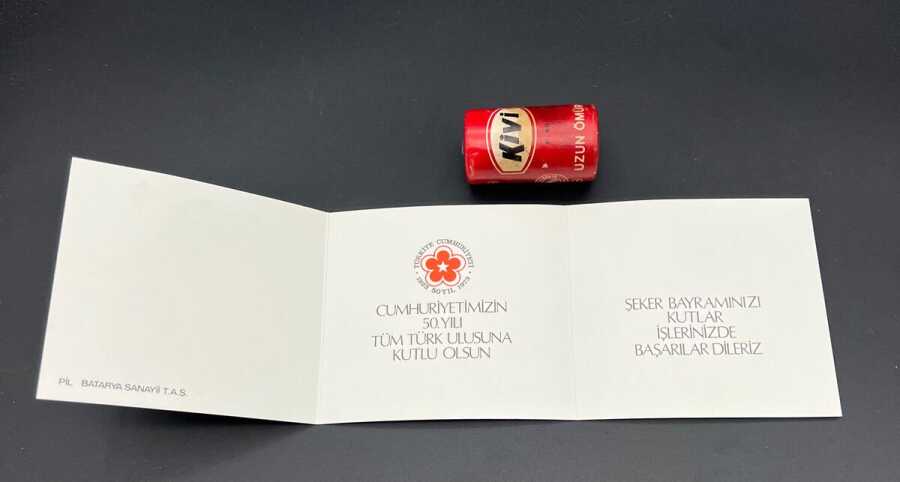 Kivi
UZUN ÖMÜR
PİL BATARYA SANAYİİ T.A.S.
TÜRKİYE CUMHURİYETİ
1923 50.YIL 1973
CUMHURİYETİMİZİN
50.YILI
TÜM TÜRK ULUSUNA
KUTLU OLSUN
ŞEKER BAYRAMINIZI
KUTLAR
İŞLERİNİZDE
BAŞARILAR DİLERİZ